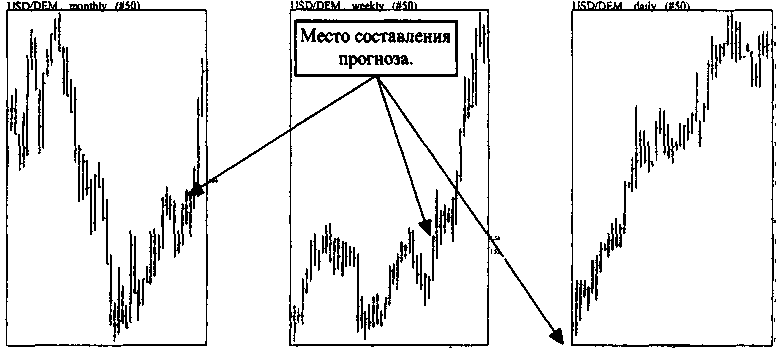 USD/DEM monthly (#50)
USD/DEM weekly (#50)
USD/DEM daily (#50)
Место составления
прогноза.